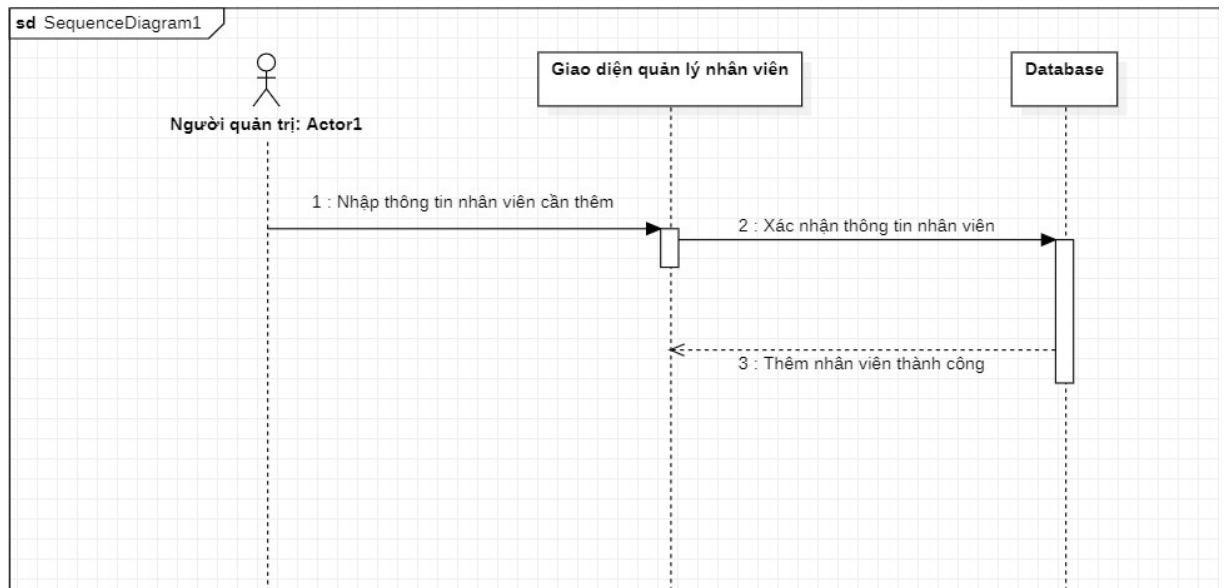 sd SequenceDiagram1
Giao diện quản lý nhân viên
Database
Người quản trị: Actor1
1 : Nhập thông tin nhân viên cần thêm
2 : Xác nhận thông tin nhân viên
3 : Thêm nhân viên thành công